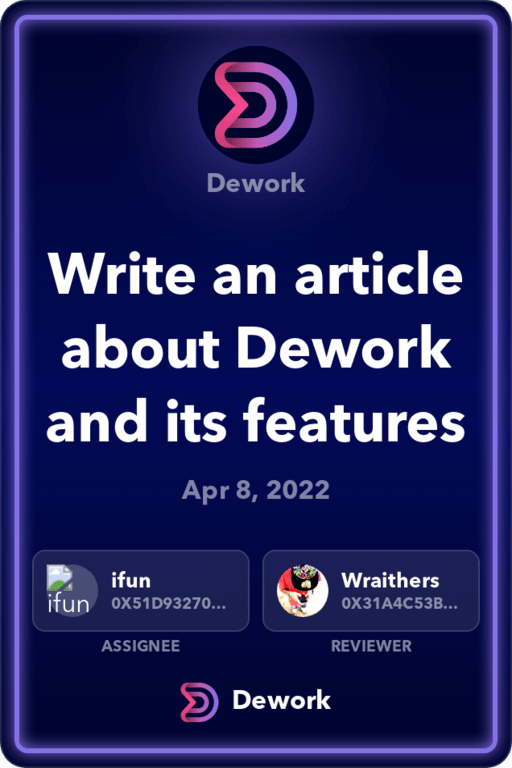 Dework
Write an article
about Dework
and its features
Apr 8, 2022
ifun
ifun
0X51D93270...
ASSIGNEE
Wraithers
0X31A4C53B...
REVIEWER
Dework